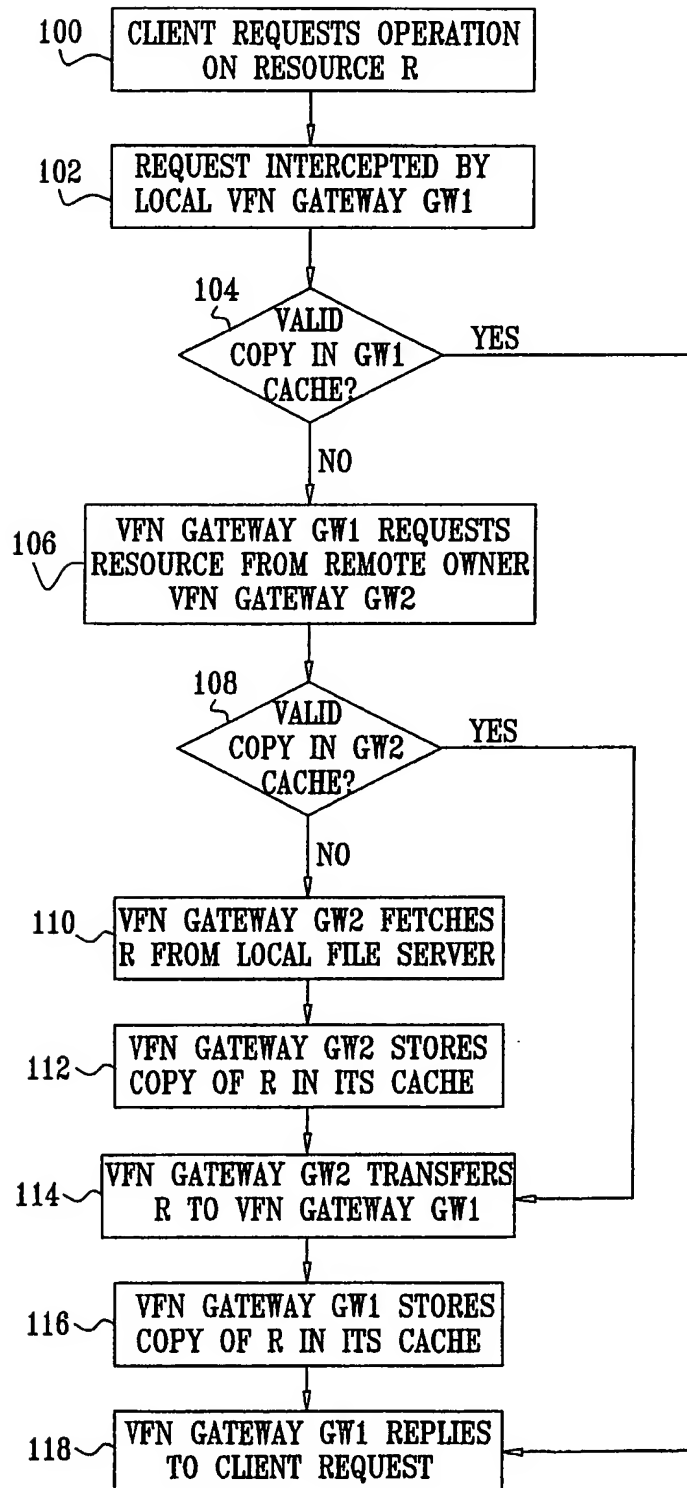 100
CLIENT REQUESTS OPERATION
ON RESOURCE R
102
REQUEST INTERCEPTED BY
LOCAL VFN GATEWAY GW1
104
VALID
COPY IN GW1
CACHE?
YES
NO
106
VFN GATEWAY GW1 REQUESTS
RESOURCE FROM REMOTE OWNER
VFN GATEWAY GW2
108
VALID
COPY IN GW2
CACHE?
YES
NO
110
VFN GATEWAY GW2 FETCHES
R FROM LOCAL FILE SERVER
112
VFN GATEWAY GW2 STORES
COPY OF R IN ITS CACHE
114
VFN GATEWAY GW2 TRANSFERS
R TO VFN GATEWAY GW1
116
VFN GATEWAY GW1 STORES
COPY OF R IN ITS CACHE
118
VFN GATEWAY GW1 REPLIES
TO CLIENT REQUEST